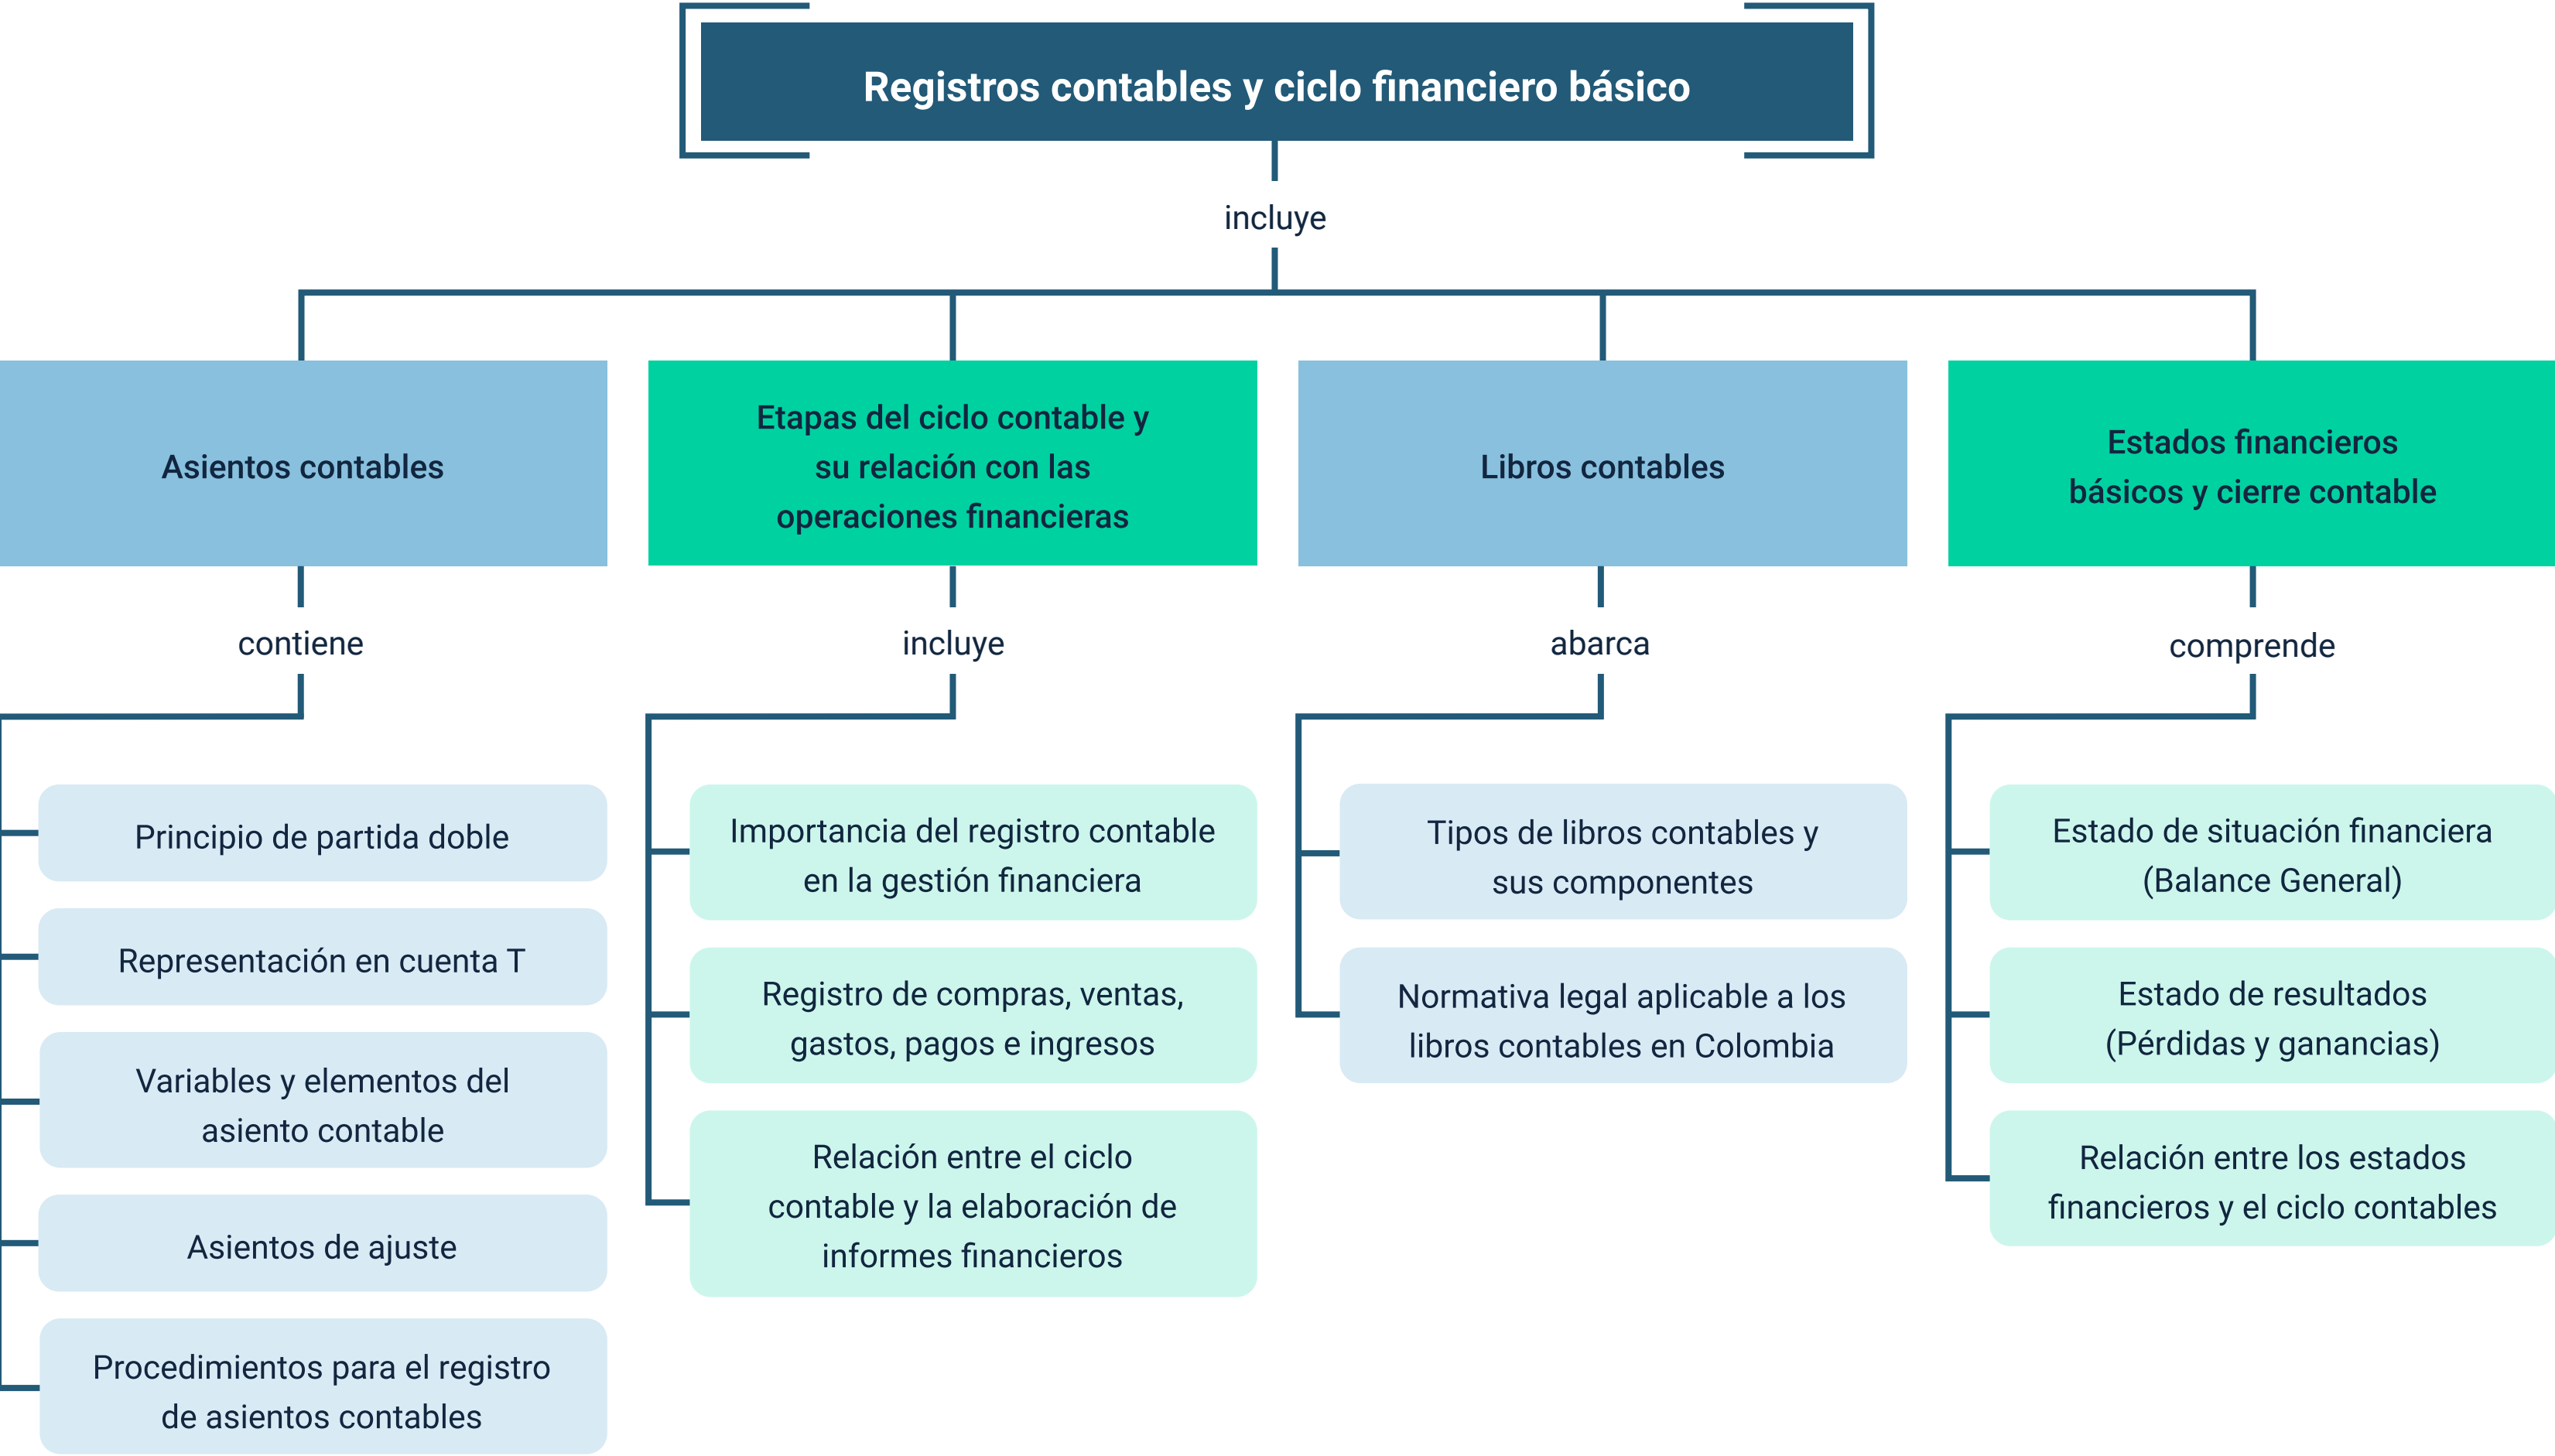 Registros contables y ciclo financiero básico
incluye
Asientos contables
Etapas del ciclo contable y
su relación con las
operaciones financieras
Libros contables
Estados financieros
básicos y cierre contable
contiene
incluye
abarca
comprende
Principio de partida doble
Representación en cuenta T
Variables y elementos del
asiento contable
Asientos de ajuste
Procedimientos para el registro
de asientos contables
Importancia del registro contable
en la gestión financiera
Registro de compras, ventas,
gastos, pagos e ingresos
Relación entre el ciclo
contable y la elaboración de
informes financieros
Tipos de libros contables y
sus componentes
Normativa legal aplicable a los
libros contables en Colombia
Estado de situación financiera
(Balance General)
Estado de resultados
(Pérdidas y ganancias)
Relación entre los estados
financieros y el ciclo contables